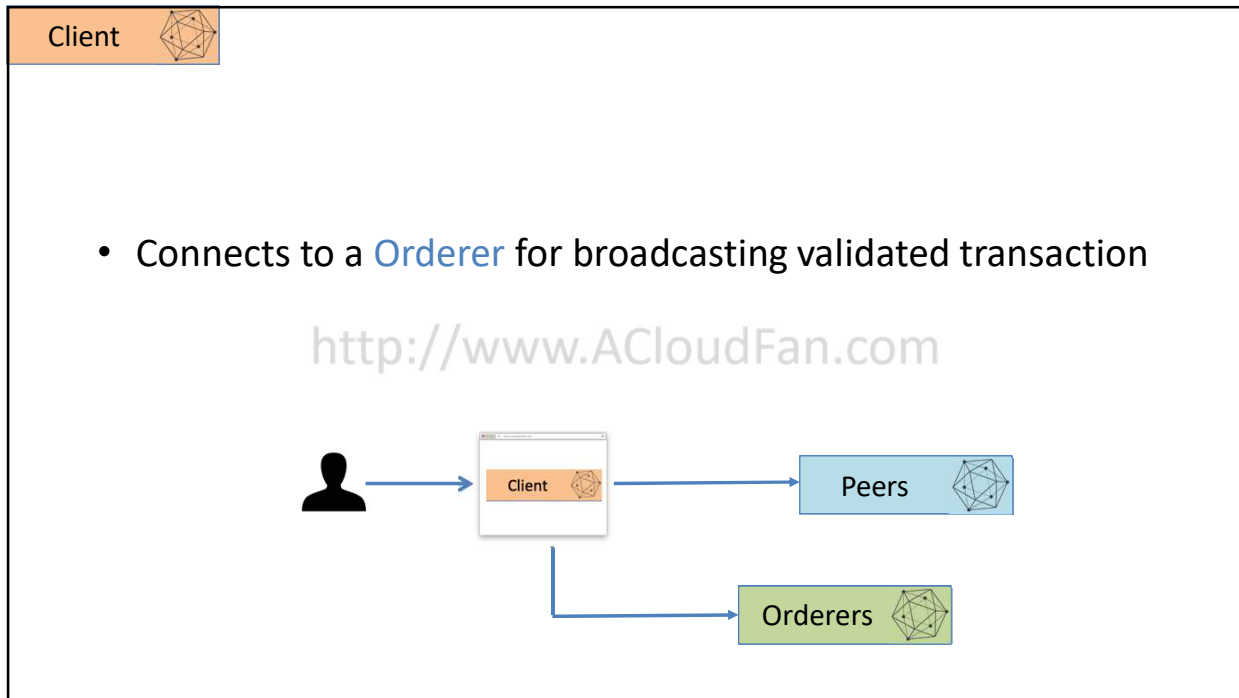 Client
• Connects to a Orderer for broadcasting validated transaction
http://www.ACloudFan.com
Client
Peers
Orderers